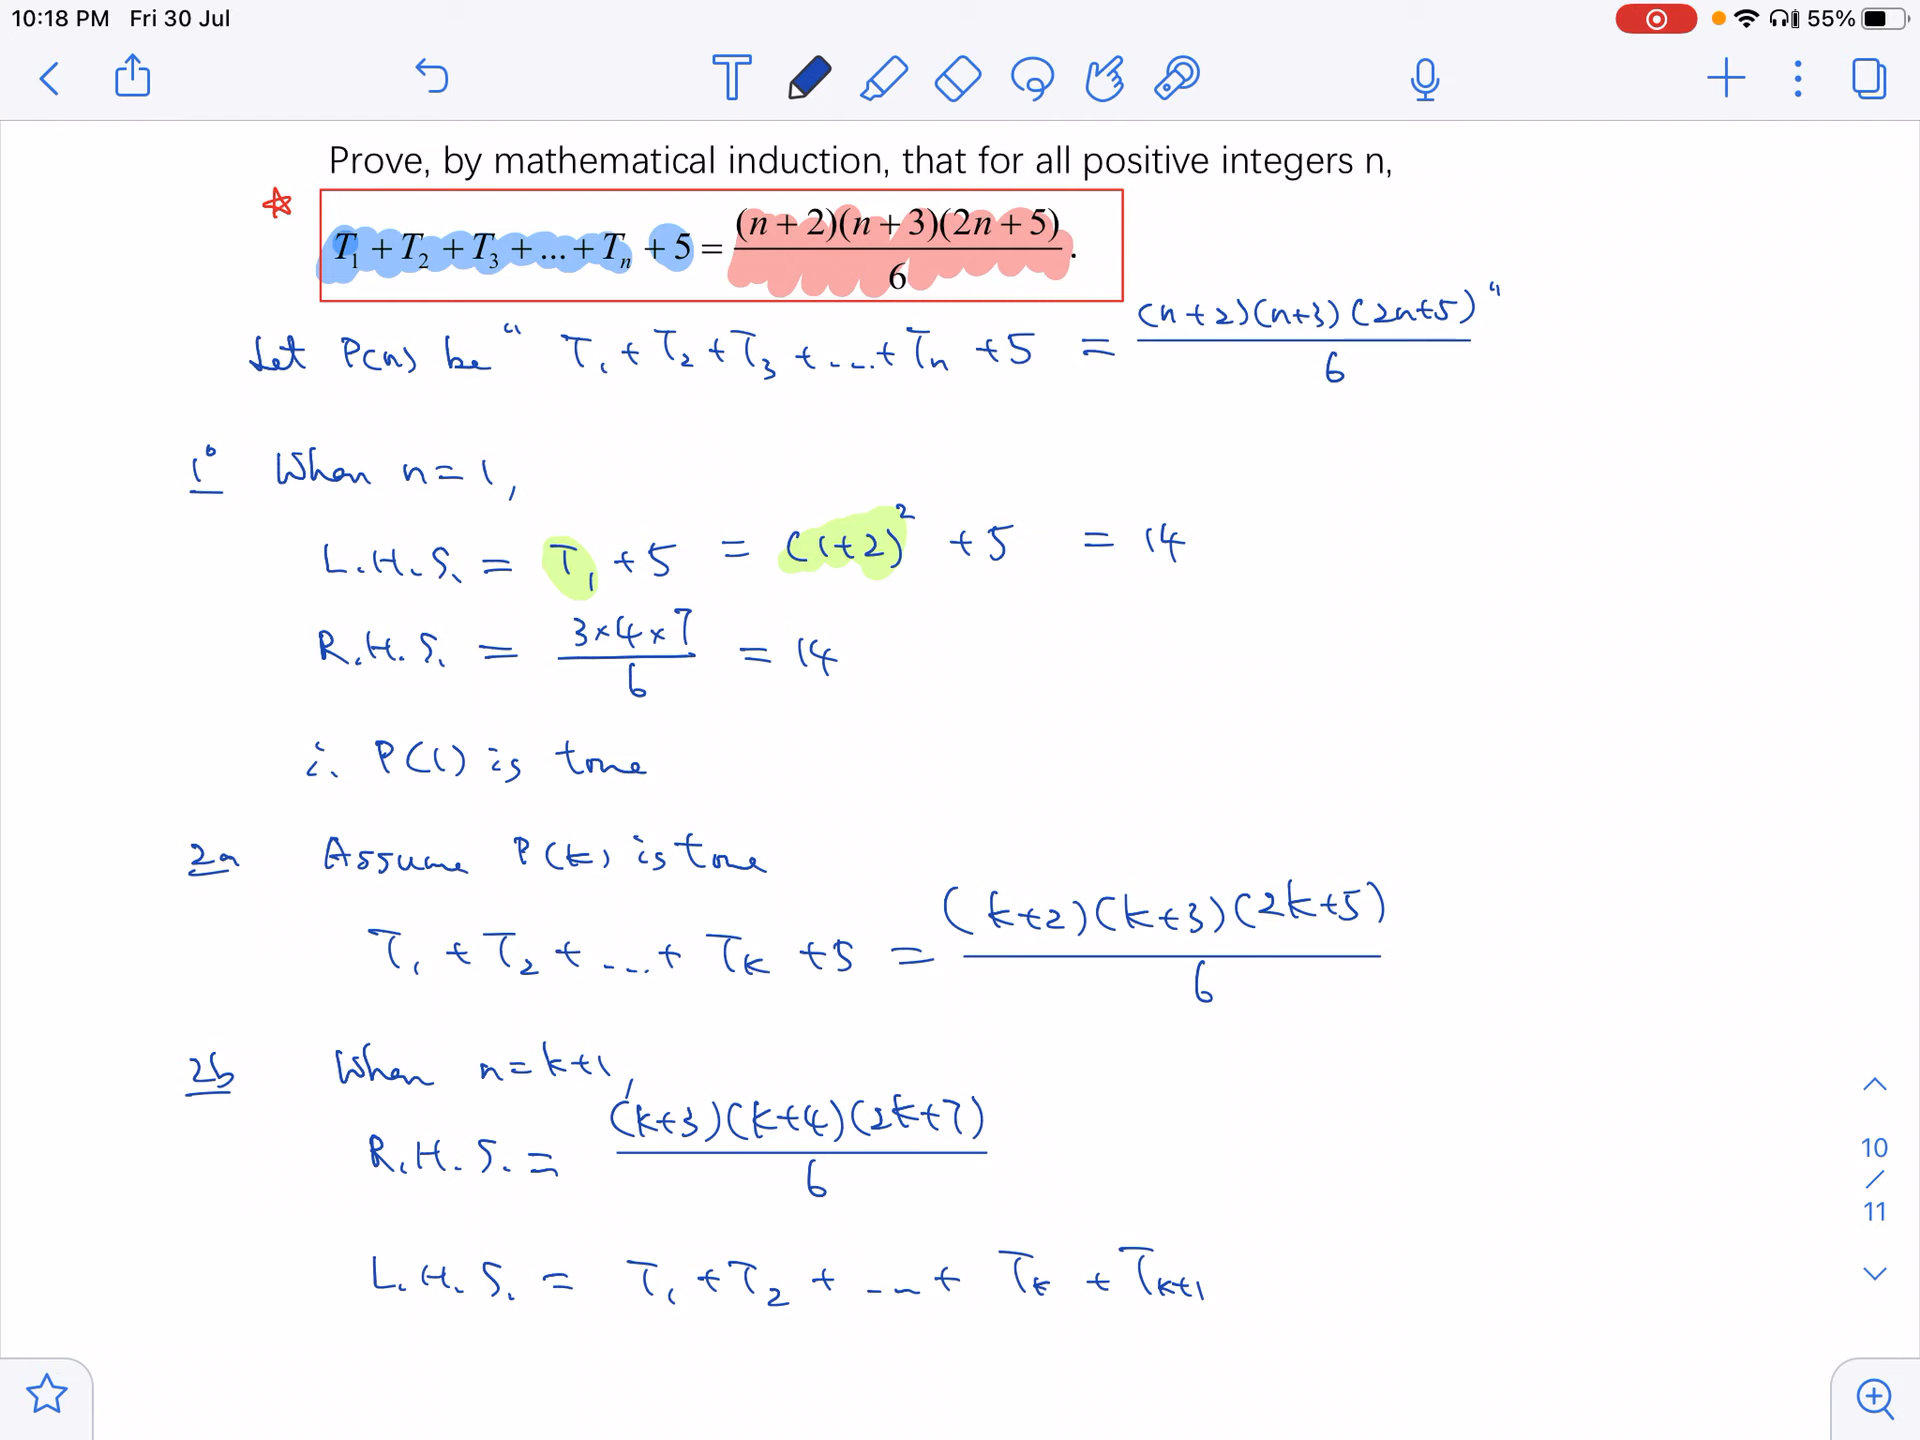 10:18 PM Fri 30 Jul 55%
Prove, by mathematical induction, that for all positive integers n,
T₁ + T₂ + T₃ + ... + Tₙ + 5 = (n + 2)(n + 3)(2n + 5) / 6 .
Let P(n) be " T₁ + T₂ + T₃ + ... + Tₙ + 5 = (n+2)(n+3)(2n+5) / 6 "
1° When n = 1,
L.H.S. = T₁ + 5 = (1+2)² + 5 = 14
R.H.S. = 3×4×7 / 6 = 14
∴ P(1) is true
2a Assume P(k) is true
T₁ + T₂ + ... + Tₖ + 5 = (k+2)(k+3)(2k+5) / 6
2b When n = k+1,
R.H.S. = (k+3)(k+4)(2k+7) / 6
L.H.S. = T₁ + T₂ + ... + Tₖ + Tₖ₊₁
10
/
11